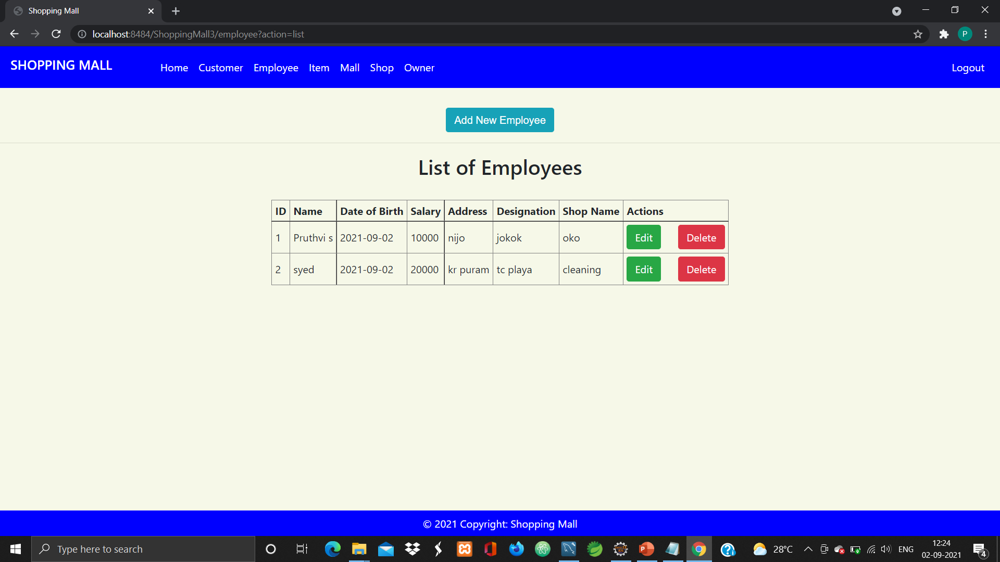 Shopping Mall
localhost:8484/ShoppingMall3/employee?action=list
P
SHOPPING MALL
Home Customer Employee Item Mall Shop Owner Logout
Add New Employee
List of Employees
ID Name Date of Birth Salary Address Designation Shop Name Actions
1 Pruthvi s 2021-09-02 10000 nijo jokok oko Edit Delete
2 syed 2021-09-02 20000 kr puram tc playa cleaning Edit Delete
© 2021 Copyright: Shopping Mall
Type here to search
28°C
ENG
12:24
02-09-2021
4